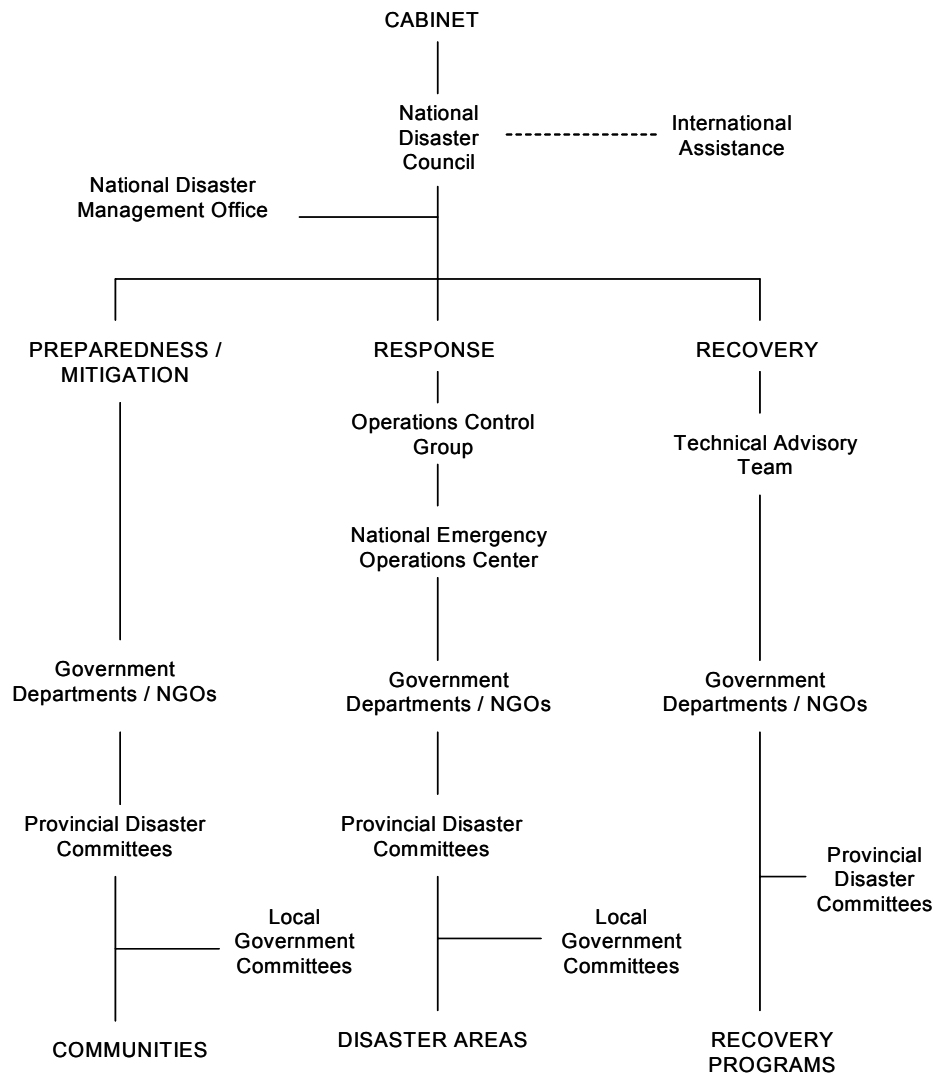 CABINET
National
Disaster
Council
International
Assistance
National Disaster
Management Office
PREPAREDNESS /
MITIGATION
RESPONSE
RECOVERY
Operations Control
Group
Technical Advisory
Team
National Emergency
Operations Center
Government
Departments / NGOs
Government
Departments / NGOs
Government
Departments / NGOs
Provincial Disaster
Committees
Provincial Disaster
Committees
Provincial
Disaster
Committees
Local
Government
Committees
Local
Government
Committees
COMMUNITIES
DISASTER AREAS
RECOVERY
PROGRAMS